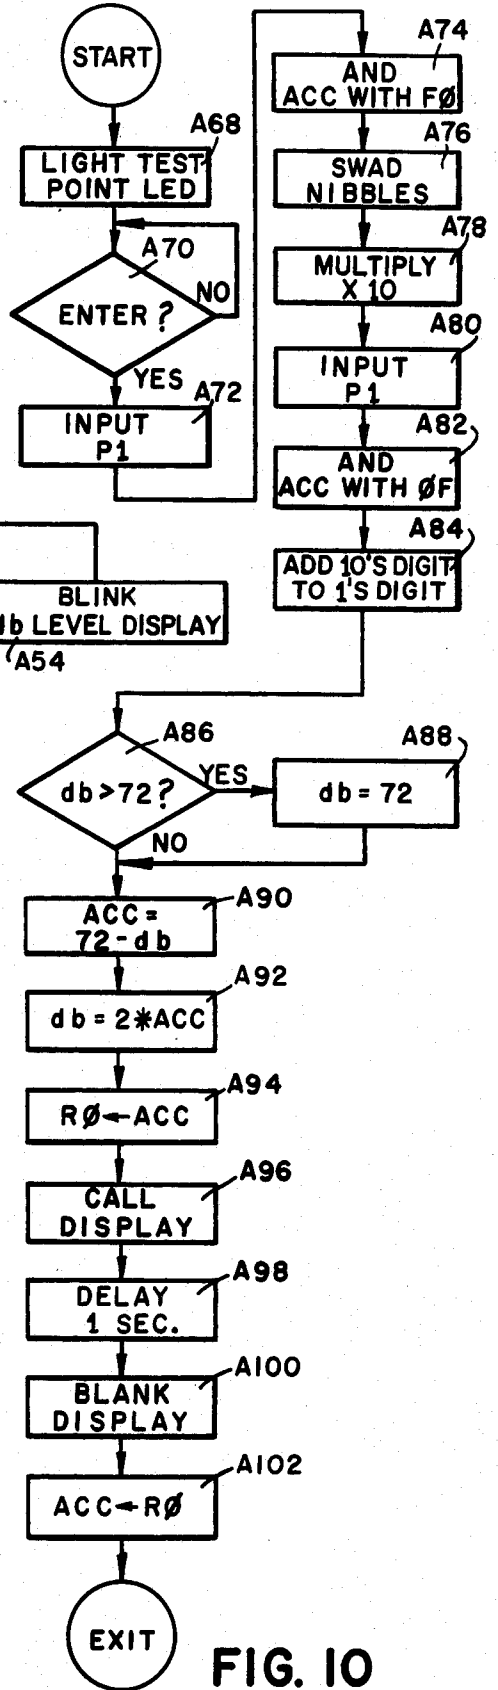 START
A68
LIGHT TEST
POINT LED
A70
ENTER?
NO
YES
A72
INPUT
P1
A74
AND
ACC WITH FØ
A76
SWAD
NIBBLES
A78
MULTIPLY
X 10
A80
INPUT
P1
A82
AND
ACC WITH ØF
A84
ADD 10'S DIGIT
TO 1'S DIGIT
BLINK
LEVEL DISPLAY
A54
A86
db>72?
YES
NO
A88
db = 72
A90
ACC =
72-db
A92
db = 2*ACC
A94
RØ←ACC
A96
CALL
DISPLAY
A98
DELAY
1 SEC.
A100
BLANK
DISPLAY
A102
ACC←RØ
EXIT
FIG. 10